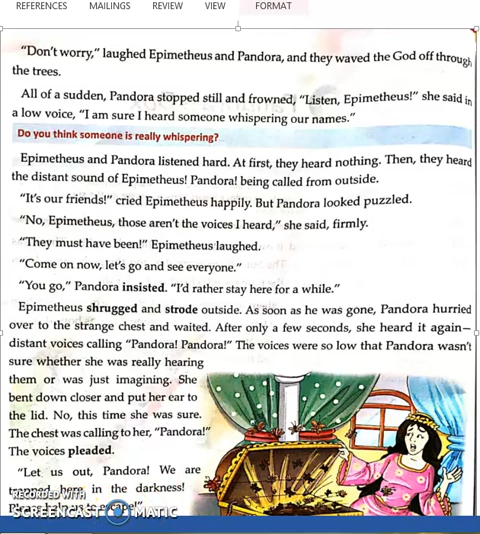 REFERENCES MAILINGS REVIEW VIEW FORMAT
"Don't worry," laughed Epimetheus and Pandora, and they waved the God off through
the trees.
All of a sudden, Pandora stopped still and frowned, "Listen, Epimetheus!" she said in
a low voice, "I am sure I heard someone whispering our names."
Do you think someone is really whispering?
Epimetheus and Pandora listened hard. At first, they heard nothing. Then, they heard
the distant sound of Epimetheus! Pandora! being called from outside.
"It's our friends!" cried Epimetheus happily. But Pandora looked puzzled.
"No, Epimetheus, those aren't the voices I heard," she said, firmly.
"They must have been!" Epimetheus laughed.
"Come on now, let's go and see everyone."
"You go," Pandora insisted. "I'd rather stay here for a while."
Epimetheus shrugged and strode outside. As soon as he was gone, Pandora hurried
over to the strange chest and waited. After only a few seconds, she heard it again—
distant voices calling "Pandora! Pandora!" The voices were so low that Pandora wasn't
sure whether she was really hearing
them or was just imagining. She
bent down closer and put her ear to
the lid. No, this time she was sure.
The chest was calling to her, "Pandora!"
The voices pleaded.
"Let us out, Pandora! We are
trapped here in the darkness!
RECORDED WITH
SCREENCAST MATIC